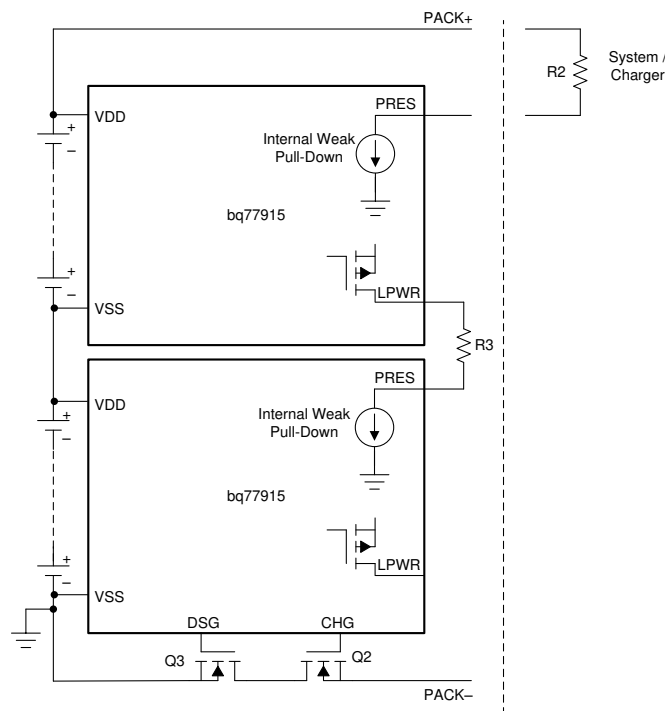 PACK+
R2
System /
Charger
VDD
PRES
+
–
Internal Weak
Pull-Down
bq77915
+
–
LPWR
VSS
R3
PRES
VDD
+
–
Internal Weak
Pull-Down
bq77915
+
–
LPWR
VSS
DSG
CHG
Q3
Q2
PACK–